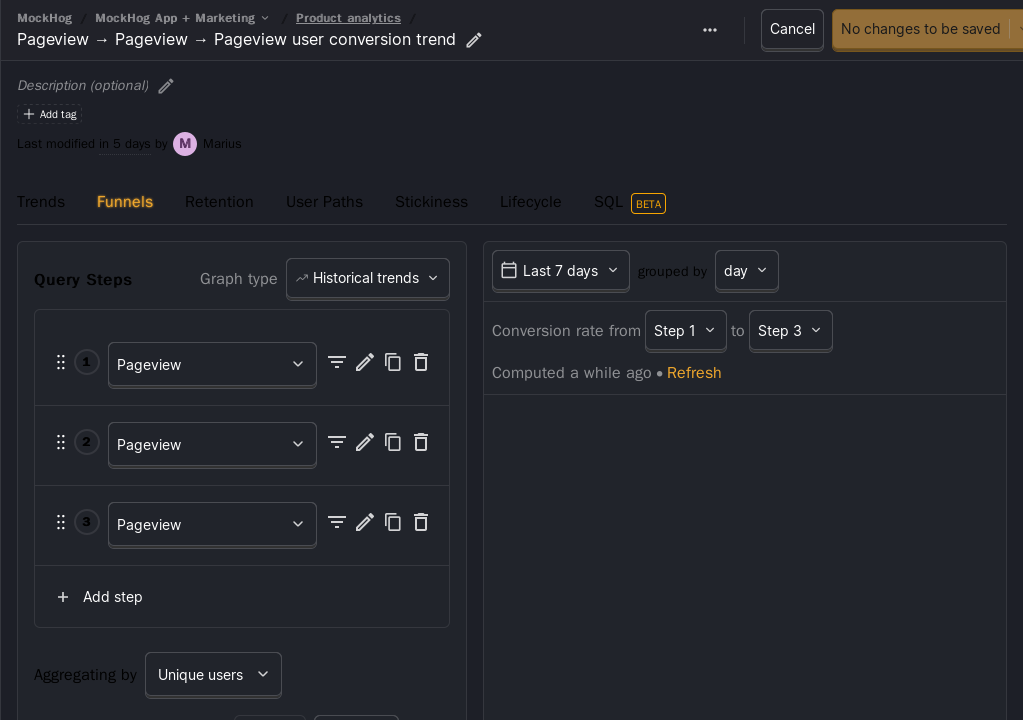 MockHog / MockHog App + Marketing / Product analytics /
Pageview → Pageview → Pageview user conversion trend
Cancel
No changes to be saved
Description (optional)
Add tag
Last modified in 5 days by M Marius
Trends Funnels Retention User Paths Stickiness Lifecycle SQL BETA
Query Steps Graph type Historical trends
1 Pageview
2 Pageview
3 Pageview
Add step
Aggregating by Unique users
Last 7 days grouped by day
Conversion rate from Step 1 to Step 3
Computed a while ago • Refresh